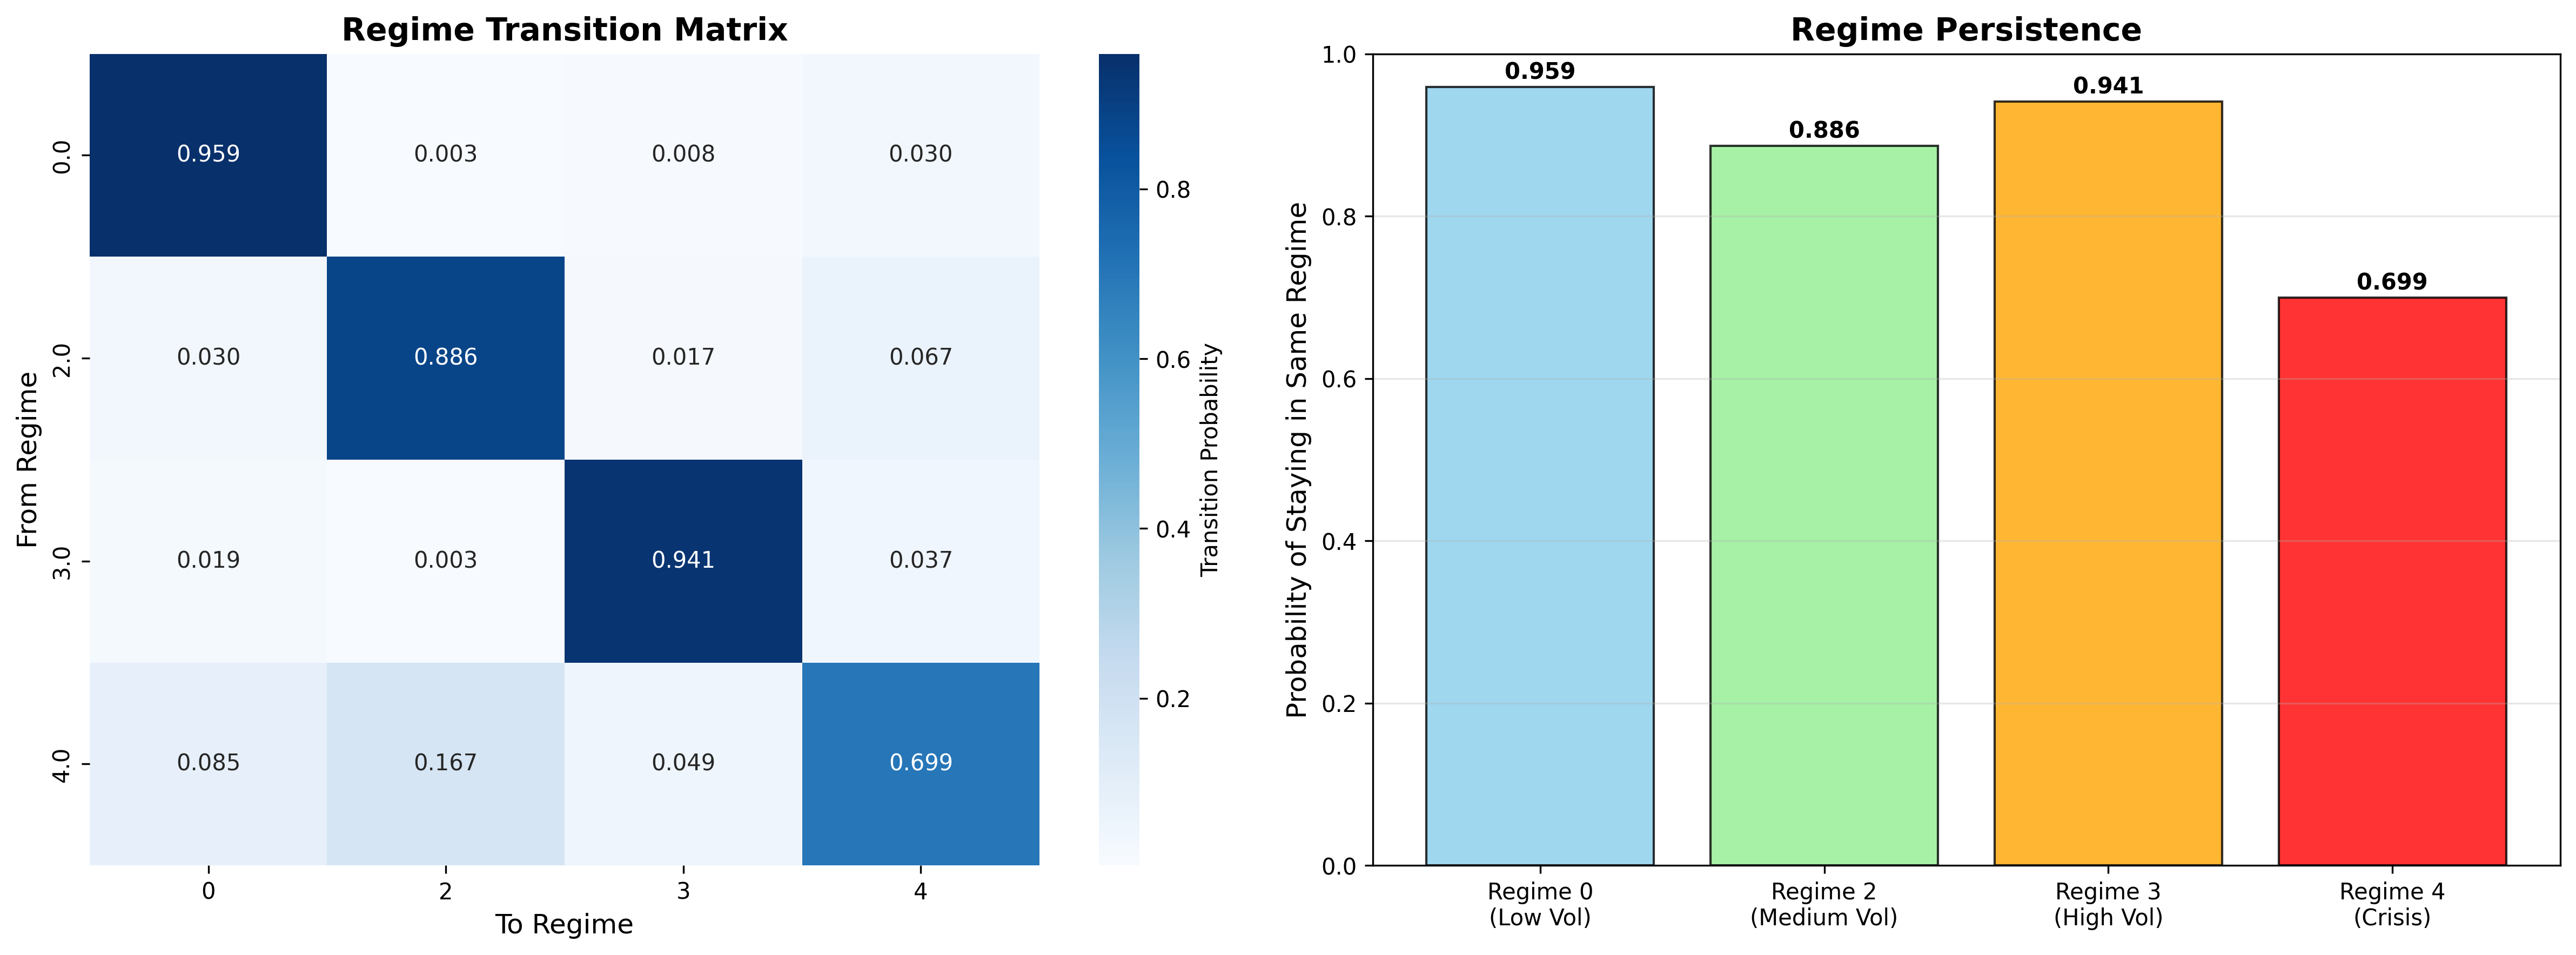 Regime Transition Matrix
From Regime
0.0
0.959 0.003 0.008 0.030
2.0
0.030 0.886 0.017 0.067
3.0
0.019 0.003 0.941 0.037
4.0
0.085 0.167 0.049 0.699
0 2 3 4
To Regime
0.8
0.6
0.4
0.2
Transition Probability
Regime Persistence
Probability of Staying in Same Regime
1.0
0.8
0.6
0.4
0.2
0.0
0.959
0.886
0.941
0.699
Regime 0
(Low Vol)
Regime 2
(Medium Vol)
Regime 3
(High Vol)
Regime 4
(Crisis)